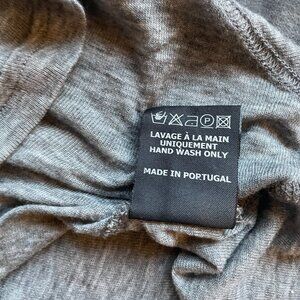 LAVAGE À LA MAIN
UNIQUEMENT
HAND WASH ONLY
MADE IN PORTUGAL